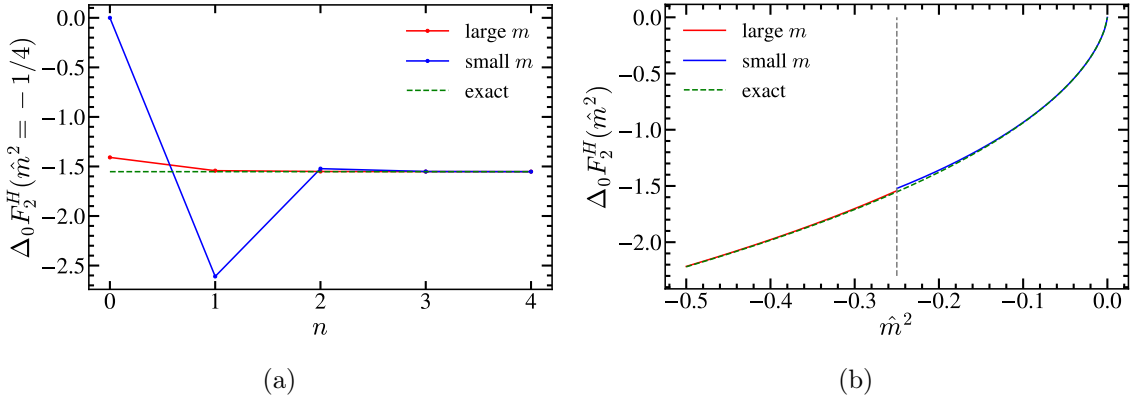 Δ₀F₂ᴴ(m̂² = − 1/4)
0.0
−0.5
−1.0
−1.5
−2.0
−2.5
large m
small m
exact
0 1 2 3 4
n
(a)
Δ₀F₂ᴴ(m̂²)
0.0
−0.5
−1.0
−1.5
−2.0
large m
small m
exact
−0.5 −0.4 −0.3 −0.2 −0.1 0.0
m̂²
(b)